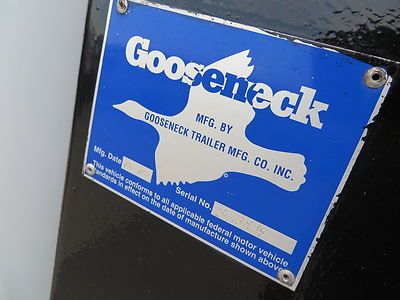 Gooseneck
MFG. BY
GOOSENECK TRAILER MFG. CO. INC.
©
Mfg. Date
Serial No.
This vehicle conforms to all applicable federal motor vehicle
standards in effect on the date of manufacture shown above